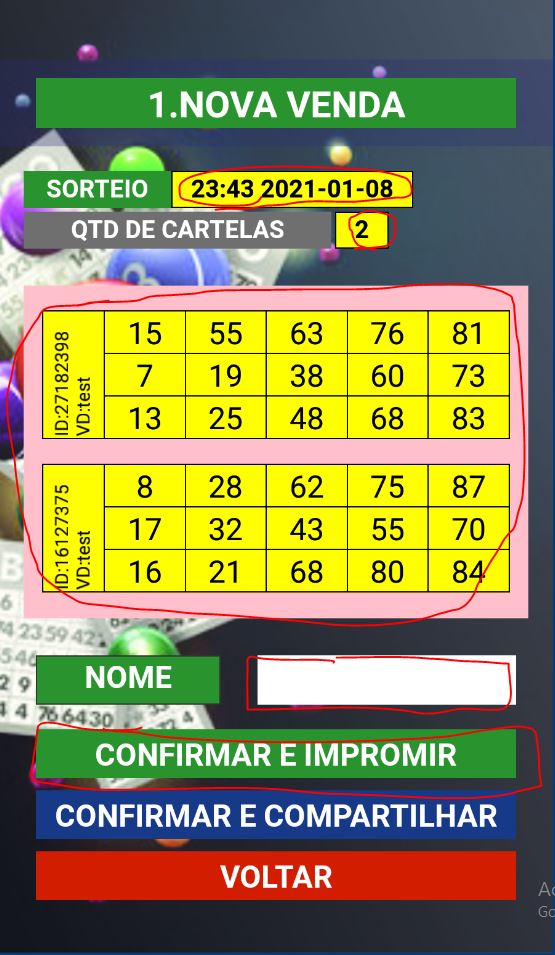 1.NOVA VENDA
SORTEIO 23:43 2021-01-08
QTD DE CARTELAS 2
ID:27182398
VD:test
15 55 63 76 81
7 19 38 60 73
13 25 48 68 83
ID:16127375
VD:test
8 28 62 75 87
17 32 43 55 70
16 21 68 80 84
NOME
CONFIRMAR E IMPROMIR
CONFIRMAR E COMPARTILHAR
VOLTAR